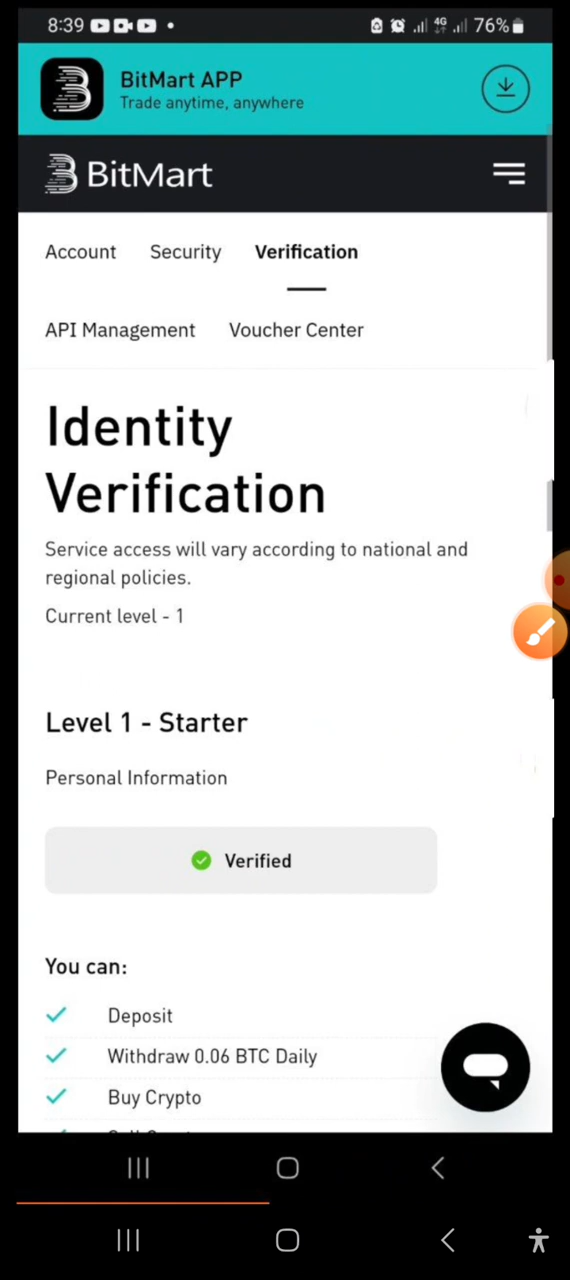 8:39 4G 76%
BitMart APP
Trade anytime, anywhere
BitMart
Account Security Verification
API Management Voucher Center
Identity
Verification
Service access will vary according to national and
regional policies.
Current level - 1
Level 1 - Starter
Personal Information
Verified
You can:
Deposit
Withdraw 0.06 BTC Daily
Buy Crypto